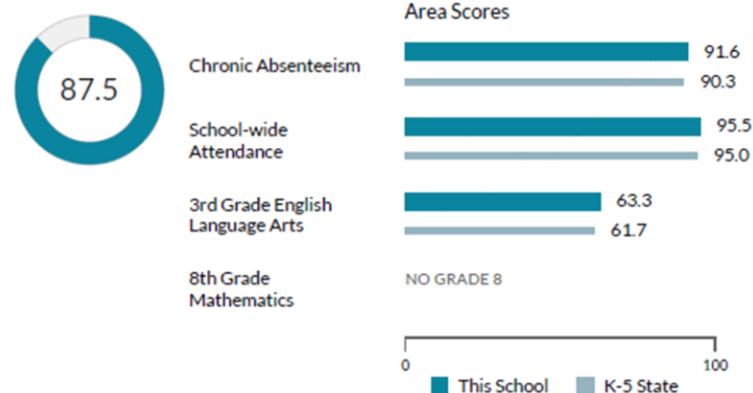 Area Scores
87.5
Chronic Absenteeism
91.6
90.3
School-wide
Attendance
95.5
95.0
3rd Grade English
Language Arts
63.3
61.7
8th Grade
Mathematics
NO GRADE 8
0 100
This School K-5 State